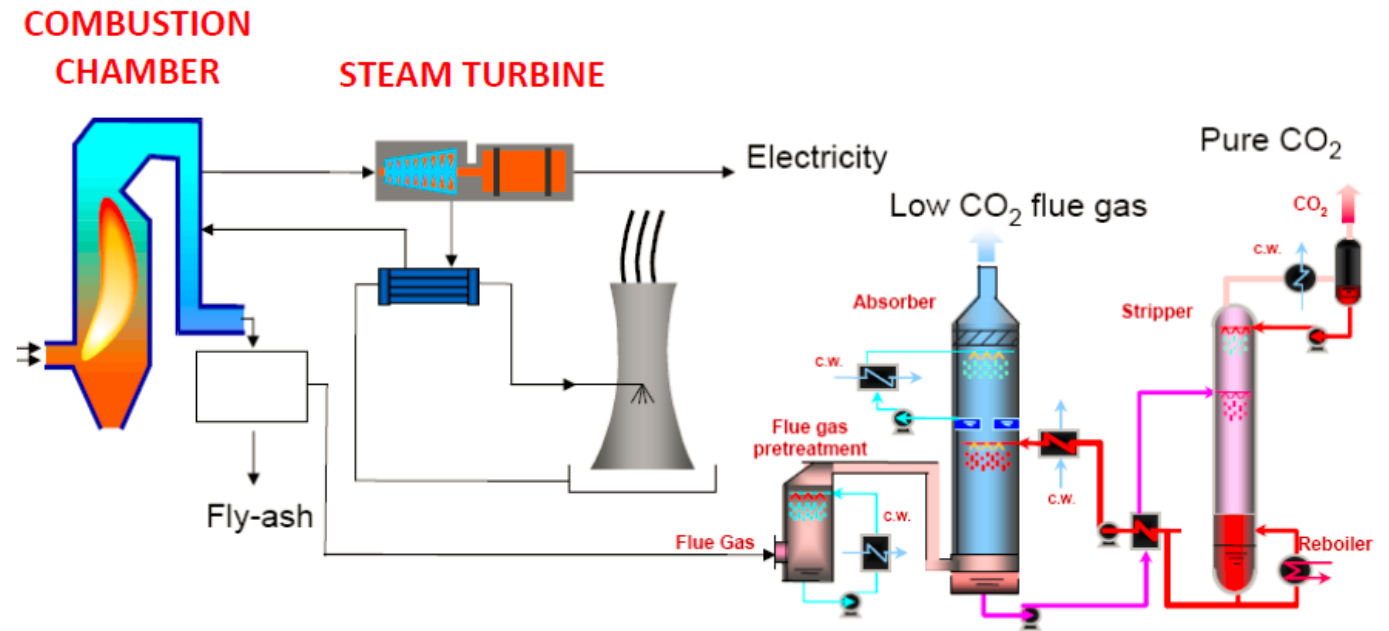 COMBUSTION
CHAMBER
STEAM TURBINE
Electricity
Pure CO₂
CO₂
C.W.
Low CO₂ flue gas
Absorber
Stripper
C.W.
Flue gas
pretreatment
C.W.
C.W.
Fly-ash
Flue Gas
Reboiler